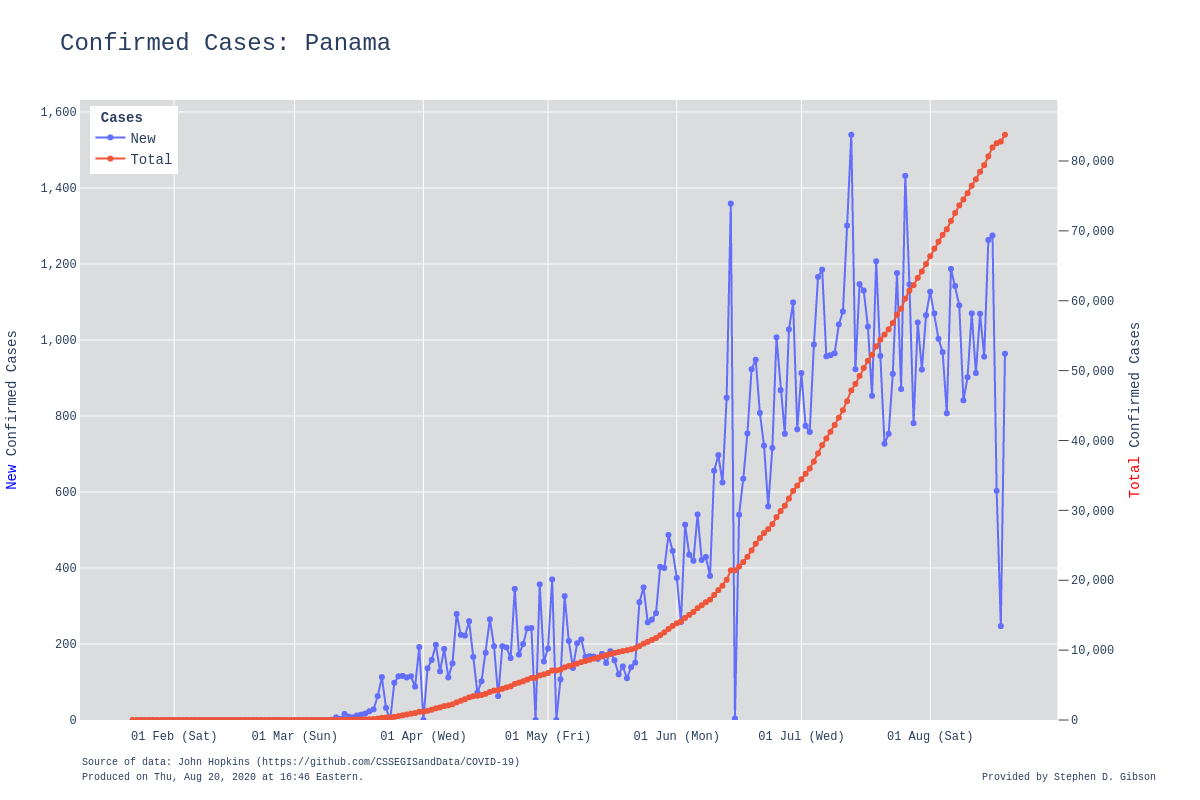 Confirmed Cases: Panama
Cases
New
Total
1,600
1,400
1,200
1,000
800
600
400
200
0
New Confirmed Cases
80,000
70,000
60,000
50,000
40,000
30,000
20,000
10,000
0
Total Confirmed Cases
01 Feb (Sat) 01 Mar (Sun) 01 Apr (Wed) 01 May (Fri) 01 Jun (Mon) 01 Jul (Wed) 01 Aug (Sat)
Source of data: John Hopkins (https://github.com/CSSEGISandData/COVID-19)
Produced on Thu, Aug 20, 2020 at 16:46 Eastern.
Provided by Stephen D. Gibson